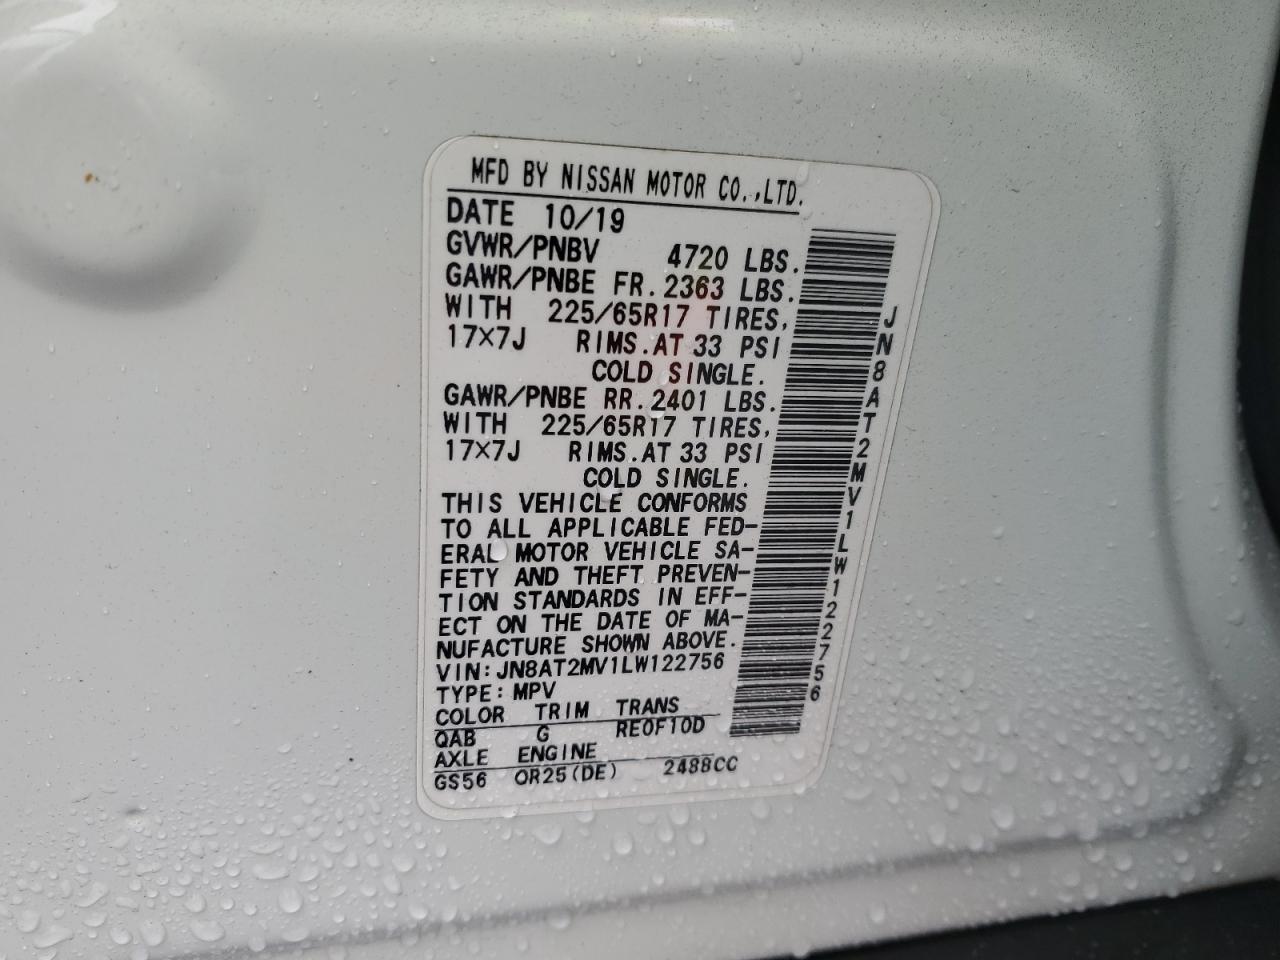 MFD BY NISSAN MOTOR CO.,LTD.
DATE 10/19
GVWR/PNBV 4720 LBS.
GAWR/PNBE FR.2363 LBS.
WITH 225/65R17 TIRES,
17X7J RIMS.AT 33 PSI
COLD SINGLE.
GAWR/PNBE RR.2401 LBS.
WITH 225/65R17 TIRES,
17X7J RIMS.AT 33 PSI
COLD SINGLE.
THIS VEHICLE CONFORMS
TO ALL APPLICABLE FED-
ERAL MOTOR VEHICLE SA-
FETY AND THEFT PREVEN-
TION STANDARDS IN EFF-
ECT ON THE DATE OF MA-
NUFACTURE SHOWN ABOVE.
VIN:JN8AT2MV1LW122756
TYPE:MPV
COLOR TRIM TRANS
QAB G RE0F10D
AXLE ENGINE
GS56 QR25(DE) 2488CC
JN8AT2MV1LW122756